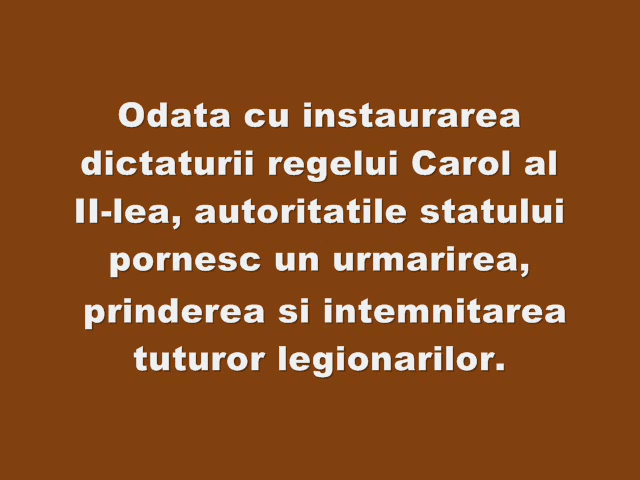 Odata cu instaurarea
dictaturii regelui Carol al
II-lea, autoritatile statului
pornesc un urmarirea,
prinderea si intemnitarea
tuturor legionarilor.